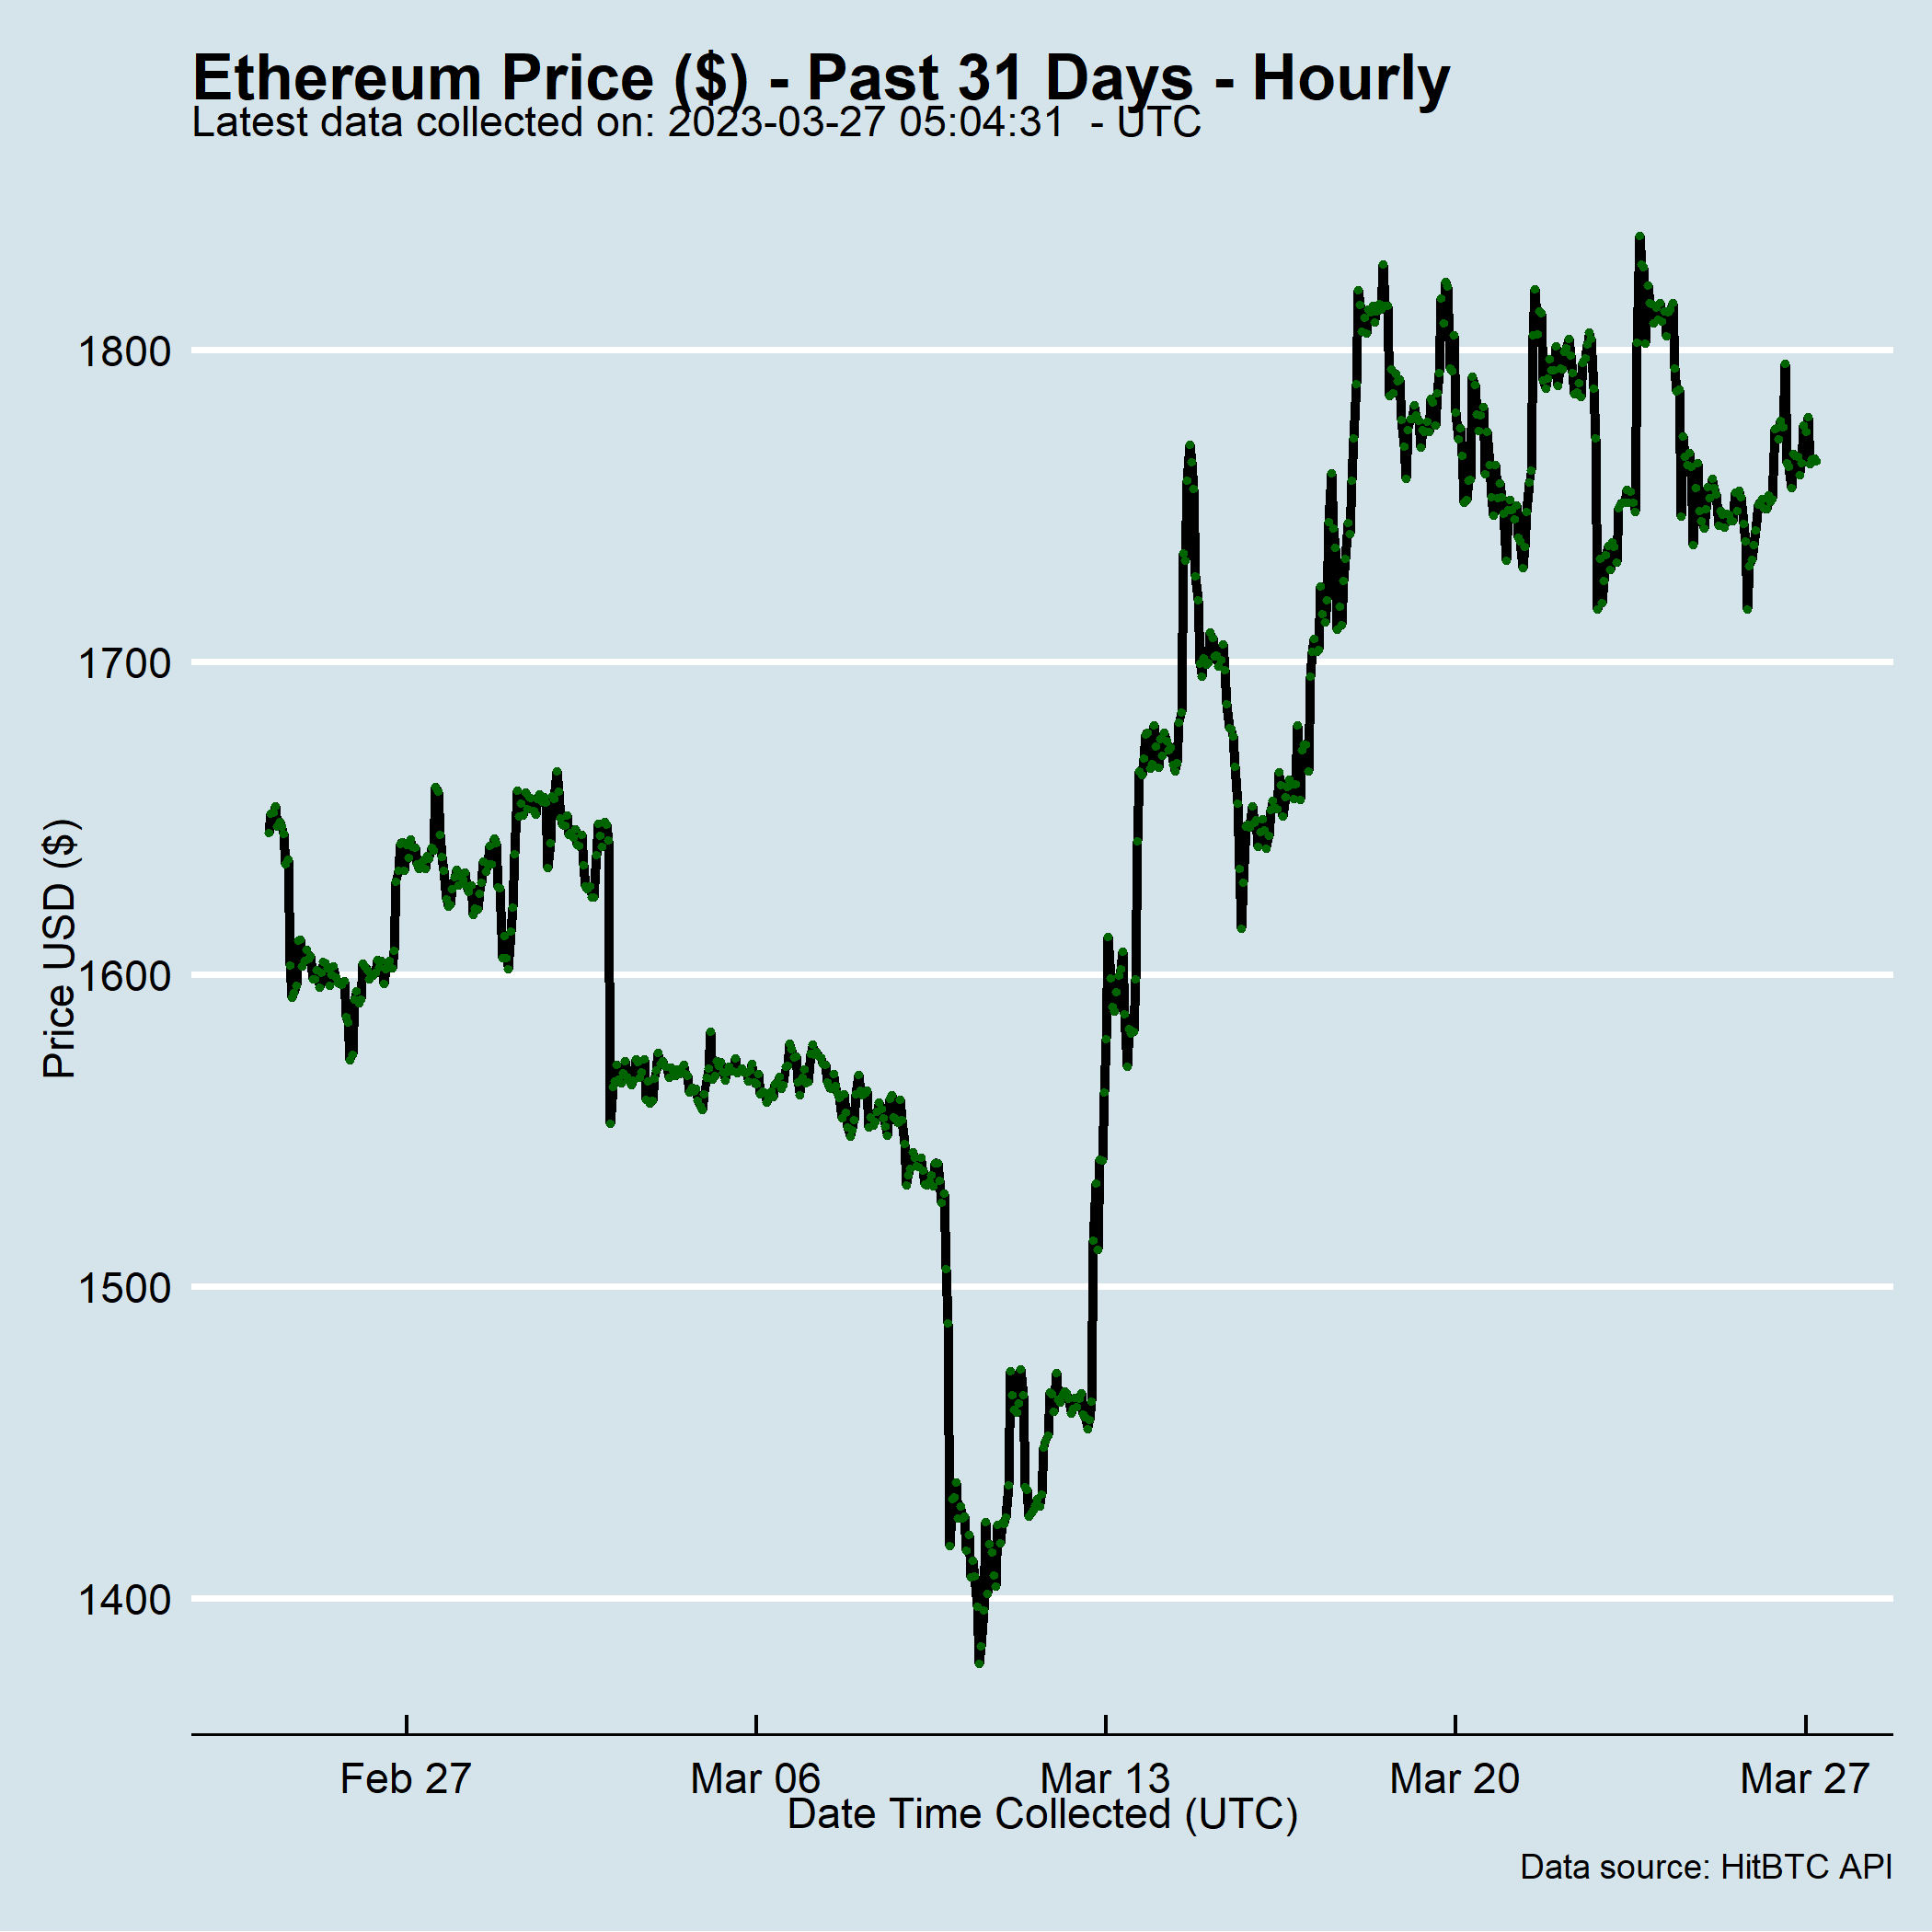 Ethereum Price ($) - Past 31 Days - Hourly
Latest data collected on: 2023-03-27 05:04:31  - UTC
Price USD ($)
1800
1700
1600
1500
1400
Feb 27 Mar 06 Mar 13 Mar 20 Mar 27
Date Time Collected (UTC)
Data source: HitBTC API